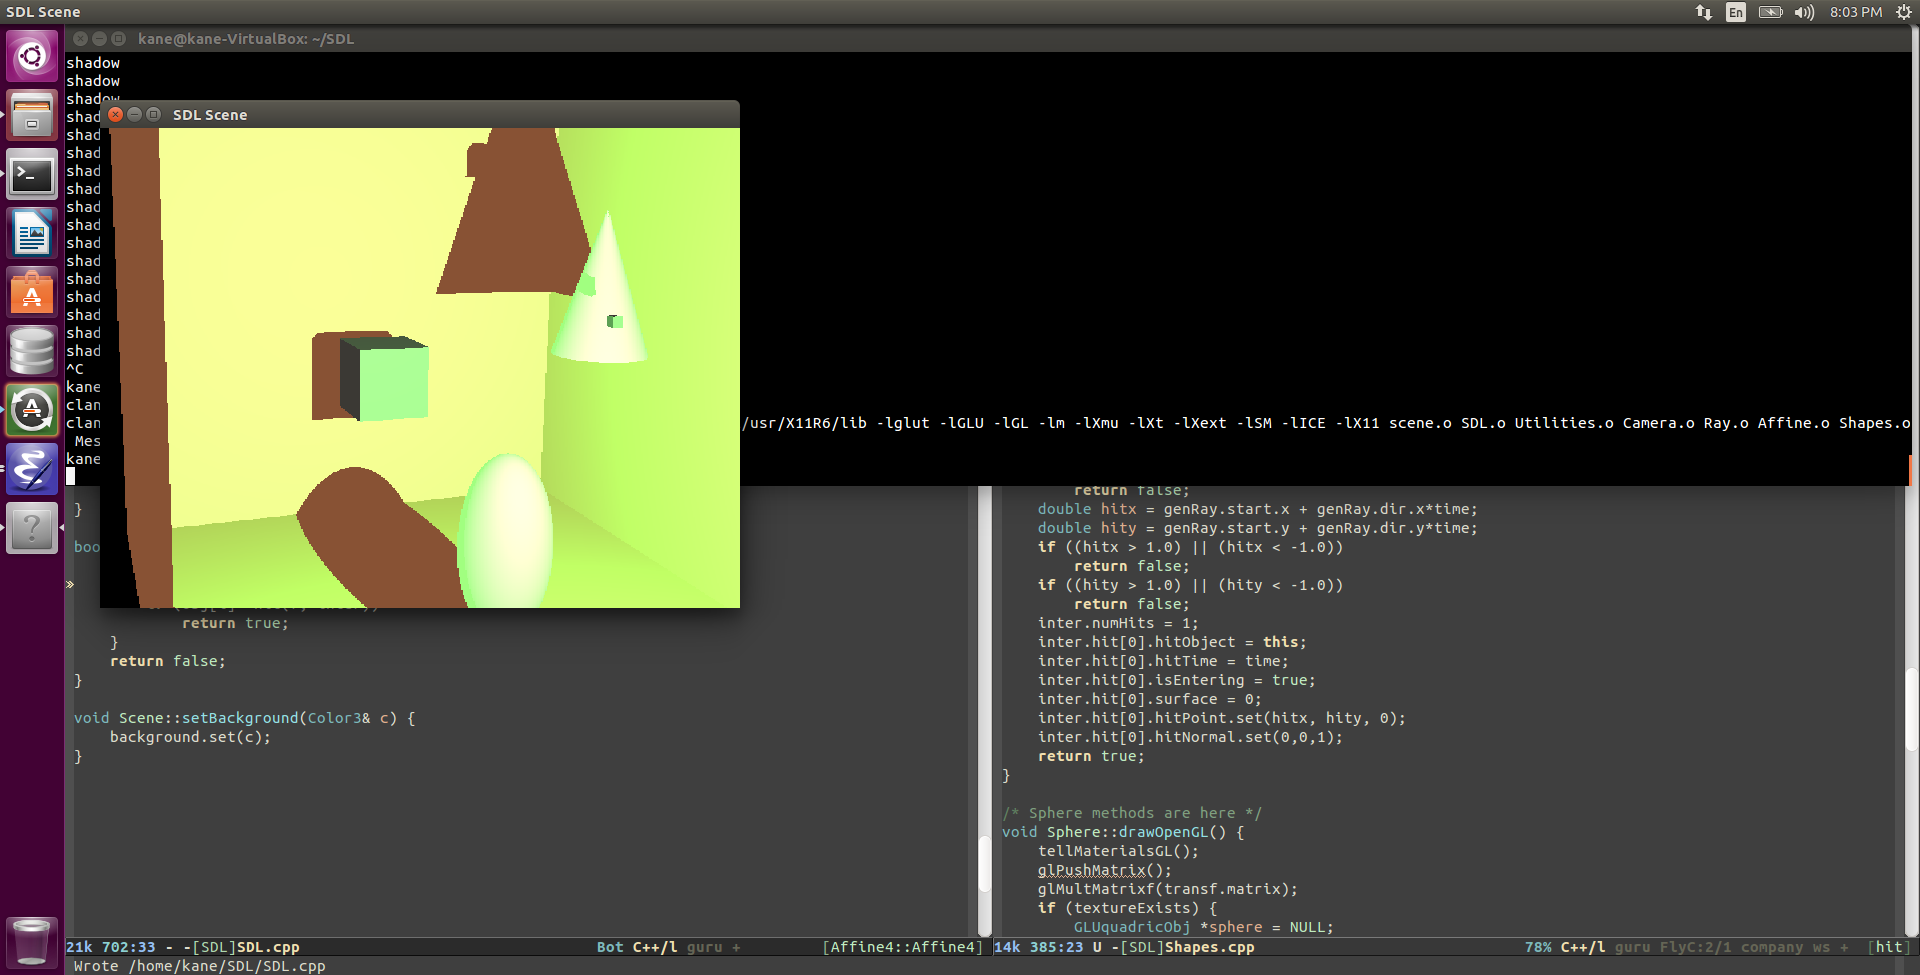 SDL Scene
En
8:03 PM
kane@kane-VirtualBox: ~/SDL
shadow
shadow
shadow
shad
shad
shad
shad
shad
shad
shad
shad
shad
shad
shad
shad
shad
shad
^C
kane
clan
clan
/usr/X11R6/lib -lglut -lGLU -lGL -lm -lXmu -lXt -lXext -lSM -lICE -lX11 scene.o SDL.o Utilities.o Camera.o Ray.o Affine.o Shapes.o
Mes
kane
SDL Scene
}
boo
»
return true;
}
return false;
}
void Scene::setBackground(Color3& c) {
background.set(c);
}
21k 702:33 - -[SDL]SDL.cpp Bot C++/l guru + [Affine4::Affine4]
return false;
double hitx = genRay.start.x + genRay.dir.x*time;
double hity = genRay.start.y + genRay.dir.y*time;
if ((hitx > 1.0) || (hitx < -1.0))
return false;
if ((hity > 1.0) || (hity < -1.0))
return false;
inter.numHits = 1;
inter.hit[0].hitObject = this;
inter.hit[0].hitTime = time;
inter.hit[0].isEntering = true;
inter.hit[0].surface = 0;
inter.hit[0].hitPoint.set(hitx, hity, 0);
inter.hit[0].hitNormal.set(0,0,1);
return true;
}
/* Sphere methods are here */
void Sphere::drawOpenGL() {
tellMaterialsGL();
glPushMatrix();
glMultMatrixf(transf.matrix);
if (textureExists) {
GLUquadricObj *sphere = NULL;
14k 385:23 U -[SDL]Shapes.cpp 78% C++/l guru FlyC:2/1 company ws + [hit]
Wrote /home/kane/SDL/SDL.cpp